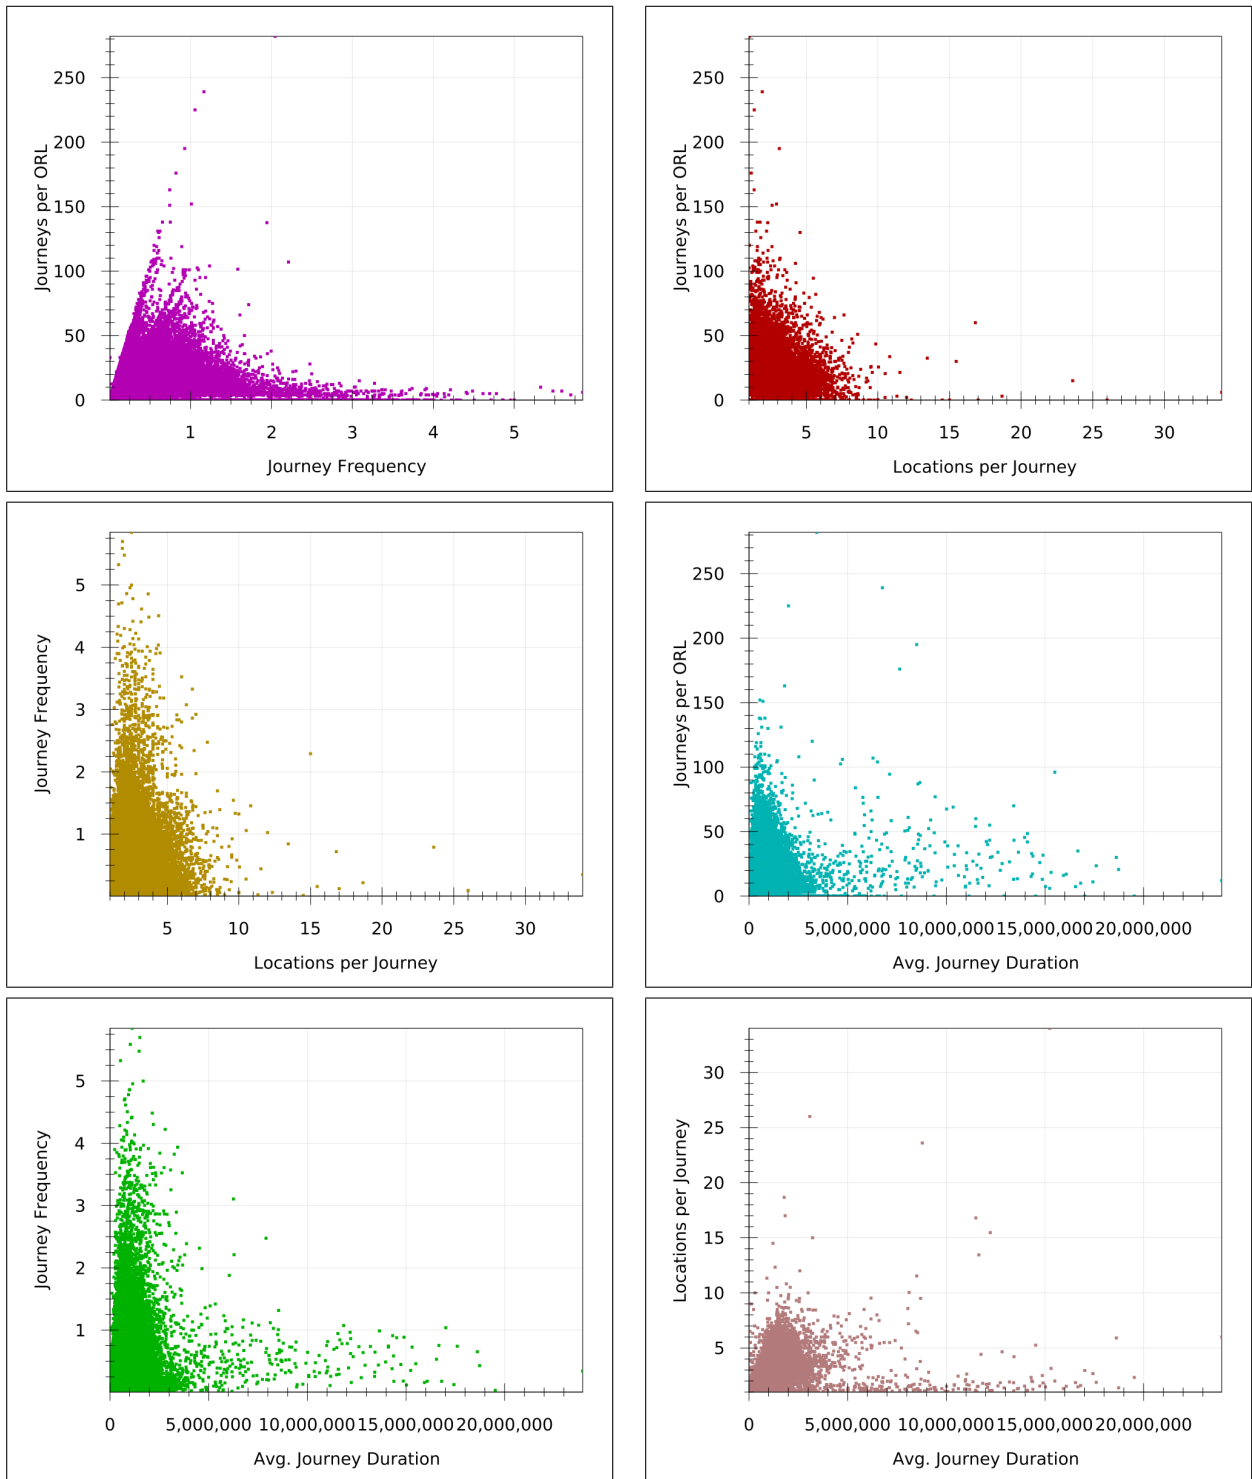 250
200
150
100
50
0
Journeys per ORL
1 2 3 4 5
Journey Frequency
250
200
150
100
50
0
Journeys per ORL
5 10 15 20 25 30
Locations per Journey
5
4
3
2
1
Journey Frequency
5 10 15 20 25 30
Locations per Journey
250
200
150
100
50
0
Journeys per ORL
0 5,000,000 10,000,000 15,000,000 20,000,000
Avg. Journey Duration
5
4
3
2
1
Journey Frequency
0 5,000,000 10,000,000 15,000,000 20,000,000
Avg. Journey Duration
30
25
20
15
10
5
Locations per Journey
0 5,000,000 10,000,000 15,000,000 20,000,000
Avg. Journey Duration